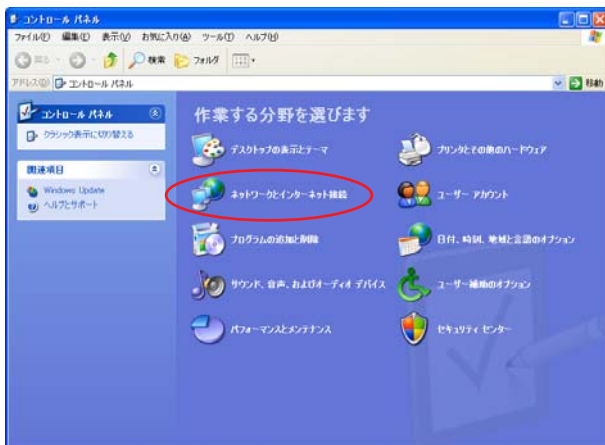 コントロール パネル
ファイル(F) 編集(E) 表示(V) お気に入り(A) ツール(T) ヘルプ(H)
戻る 検索 フォルダ
アドレス(D) コントロール パネル 移動
コントロール パネル
クラシック表示に切り替える
関連項目
Windows Update
ヘルプとサポート
作業する分野を選びます
デスクトップの表示とテーマ
プリンタとその他のハードウェア
ネットワークとインターネット接続
ユーザー アカウント
プログラムの追加と削除
日付、時刻、地域と言語のオプション
サウンド、音声、およびオーディオ デバイス
ユーザー補助のオプション
パフォーマンスとメンテナンス
セキュリティ センター